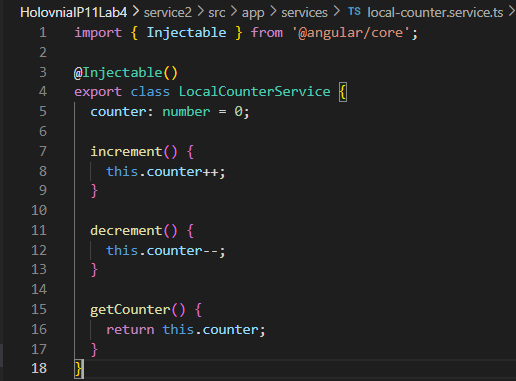 HolovniaIP11Lab4 > service2 > src > app > services > TS local-counter.service.ts >
1 import { Injectable } from '@angular/core';
2
3 @Injectable()
4 export class LocalCounterService {
5   counter: number = 0;
6
7   increment() {
8     this.counter++;
9   }
10
11   decrement() {
12     this.counter--;
13   }
14
15   getCounter() {
16     return this.counter;
17   }
18 }